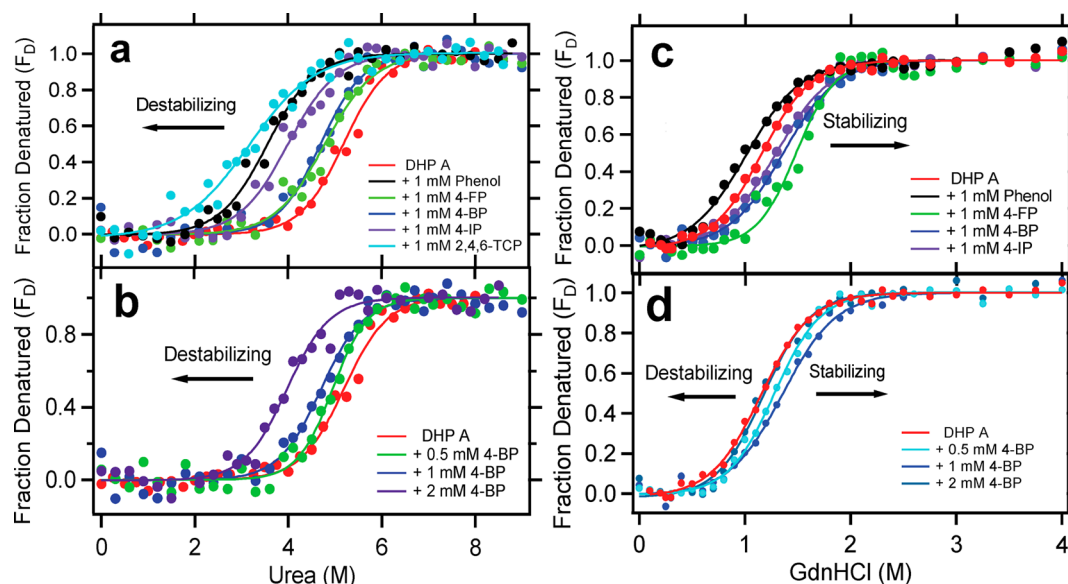 a
Fraction Denatured (F_D)
1.0
0.8
0.6
0.4
0.2
0.0
Destabilizing
DHP A
+ 1 mM Phenol
+ 1 mM 4-FP
+ 1 mM 4-BP
+ 1 mM 4-IP
+ 1 mM 2,4,6-TCP
b
Fraction Denatured (F_D)
0.8
0.4
0.0
Destabilizing
DHP A
+ 0.5 mM 4-BP
+ 1 mM 4-BP
+ 2 mM 4-BP
0 2 4 6 8
Urea (M)
c
Fraction Denatured (F_D)
1.0
0.8
0.6
0.4
0.2
0.0
Stabilizing
DHP A
+ 1 mM Phenol
+ 1 mM 4-FP
+ 1 mM 4-BP
+ 1 mM 4-IP
d
Fraction Denatured (F_D)
1.0
0.8
0.6
0.4
0.2
0.0
Destabilizing
Stabilizing
DHP A
+ 0.5 mM 4-BP
+ 1 mM 4-BP
+ 2 mM 4-BP
0 1 2 3 4
GdnHCl (M)